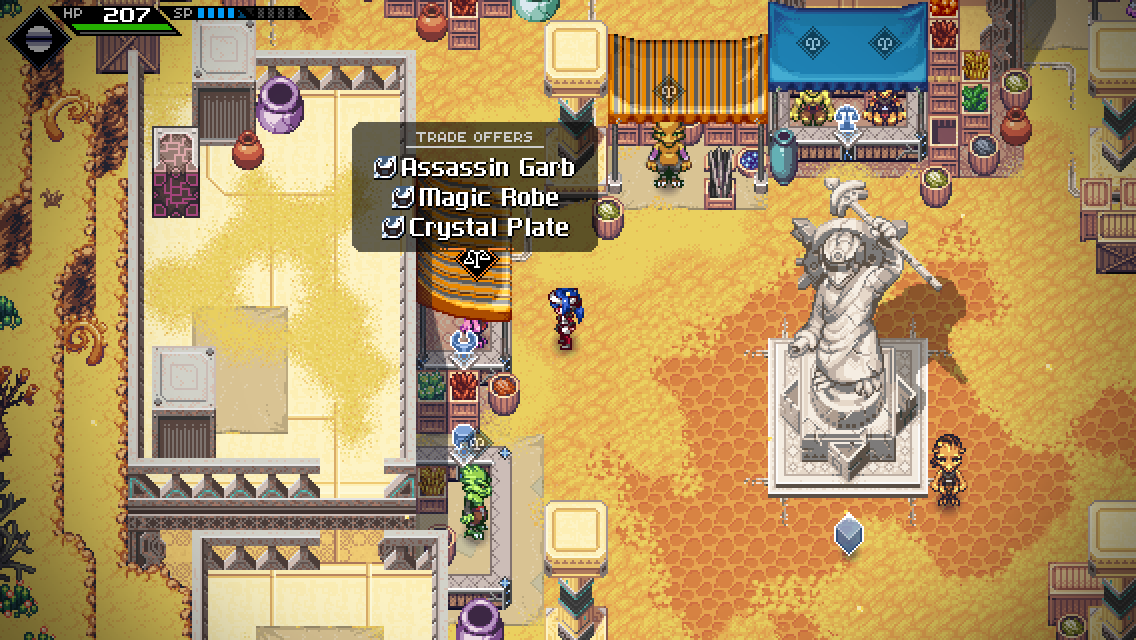 HP 207 SP
TRADE OFFERS
Assassin Garb
Magic Robe
Crystal Plate